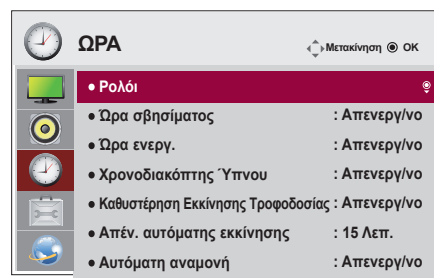 ΩΡΑ Μετακίνηση OK
• Ρολόι
• Ώρα σβησίματος : Απενεργ/νο
• Ώρα ενεργ. : Απενεργ/νο
• Χρονοδιακόπτης Ύπνου : Απενεργ/νο
• Καθυστέρηση Εκκίνησης Τροφοδοσίας : Απενεργ/νο
• Απέν. αυτόματης εκκίνησης : 15 Λεπ.
• Αυτόματη αναμονή : Απενεργ/νο